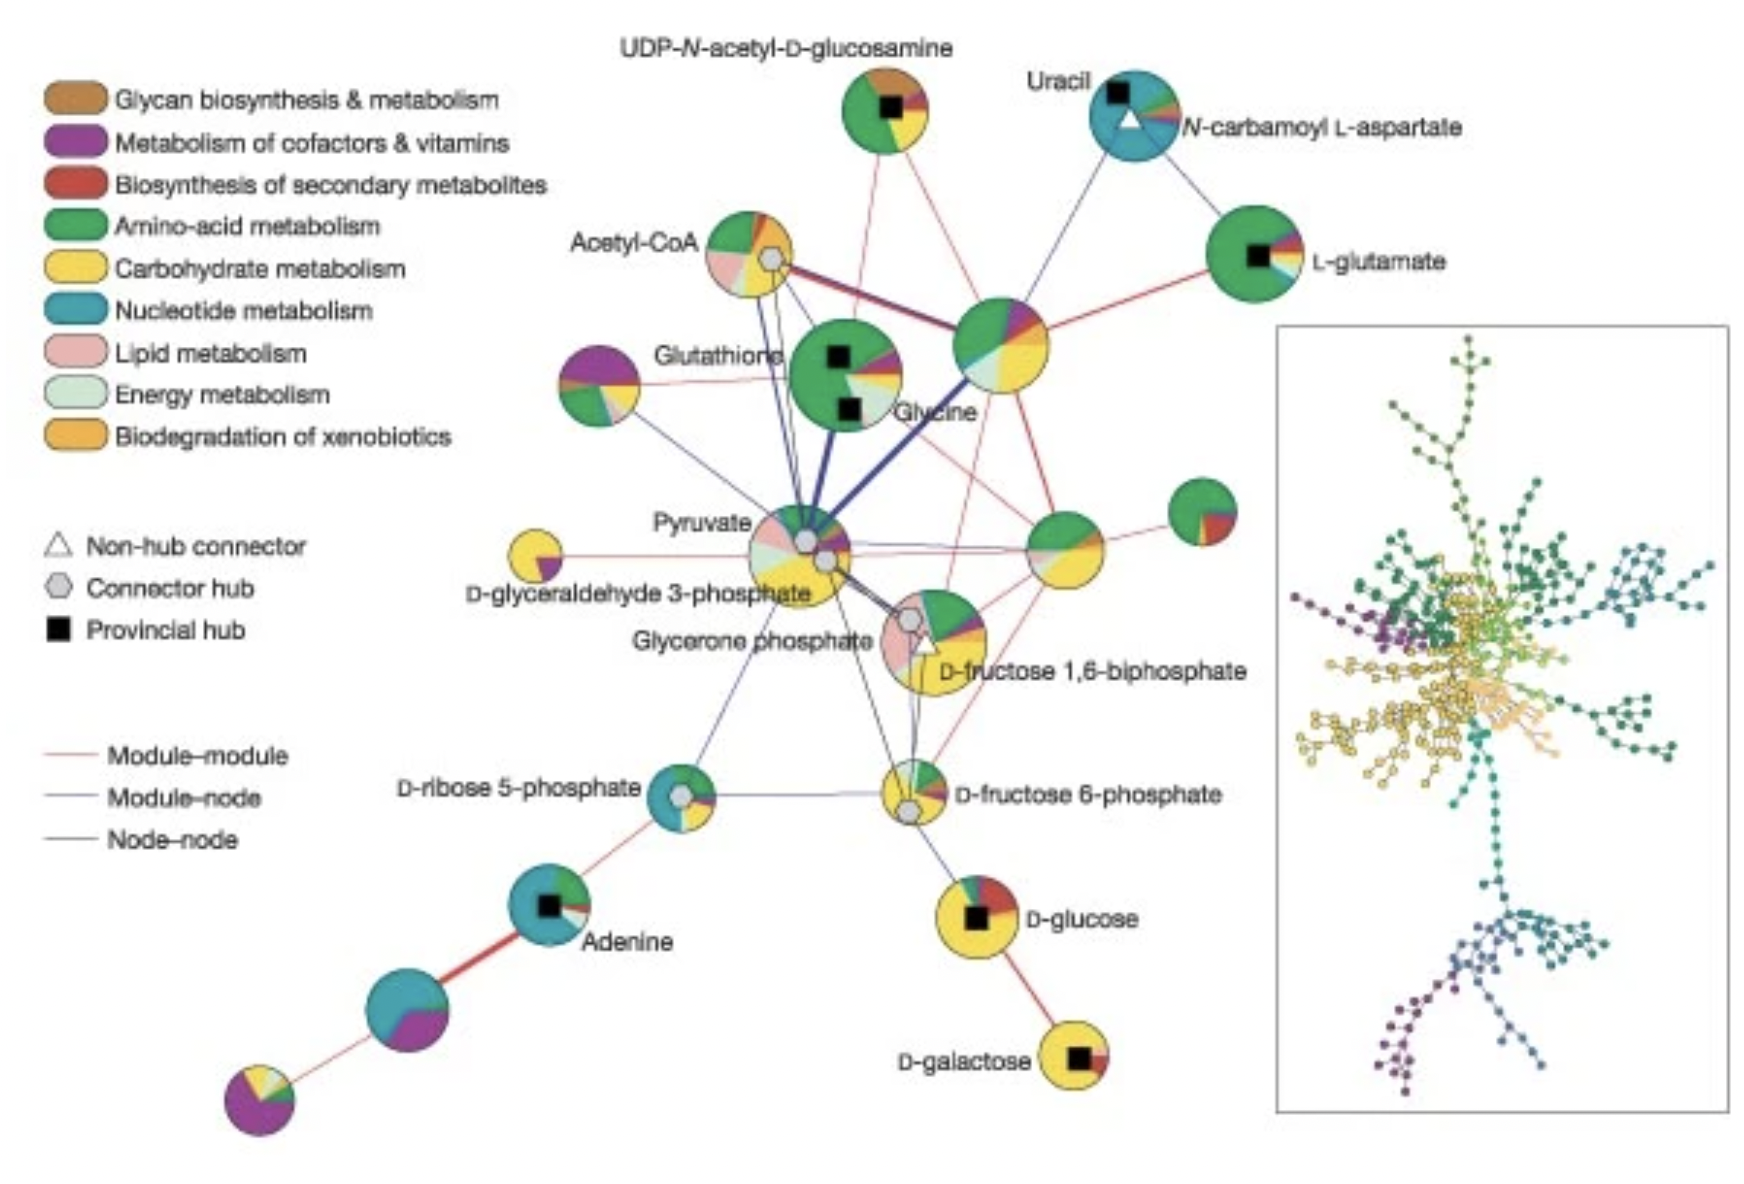 UDP-N-acetyl-D-glucosamine
Uracil
N-carbamoyl L-aspartate
Glycan biosynthesis & metabolism
Metabolism of cofactors & vitamins
Biosynthesis of secondary metabolites
Amino-acid metabolism
Carbohydrate metabolism
Nucleotide metabolism
Lipid metabolism
Energy metabolism
Biodegradation of xenobiotics
Acetyl-CoA
L-glutamate
Glutathione
Glycine
Non-hub connector
Connector hub
Provincial hub
Pyruvate
D-glyceraldehyde 3-phosphate
Glycerone phosphate
D-fructose 1,6-biphosphate
Module–module
Module–node
Node–node
D-ribose 5-phosphate
D-fructose 6-phosphate
Adenine
D-glucose
D-galactose